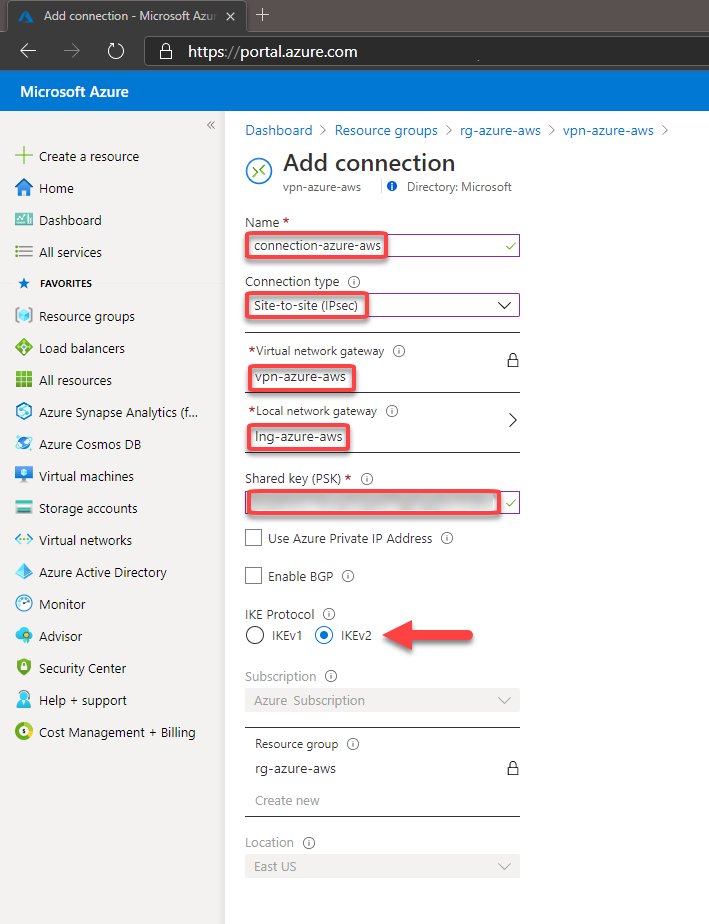 Add connection - Microsoft Azur
https://portal.azure.com
Microsoft Azure
Create a resource
Home
Dashboard
All services
FAVORITES
Resource groups
Load balancers
All resources
Azure Synapse Analytics (f...
Azure Cosmos DB
Virtual machines
Storage accounts
Virtual networks
Azure Active Directory
Monitor
Advisor
Security Center
Help + support
Cost Management + Billing
Dashboard > Resource groups > rg-azure-aws > vpn-azure-aws >
Add connection
vpn-azure-aws | Directory: Microsoft
Name *
connection-azure-aws
Connection type
Site-to-site (IPsec)
*Virtual network gateway
vpn-azure-aws
*Local network gateway
lng-azure-aws
Shared key (PSK) *
Use Azure Private IP Address
Enable BGP
IKE Protocol
IKEv1 IKEv2
Subscription
Azure Subscription
Resource group
rg-azure-aws
Create new
Location
East US